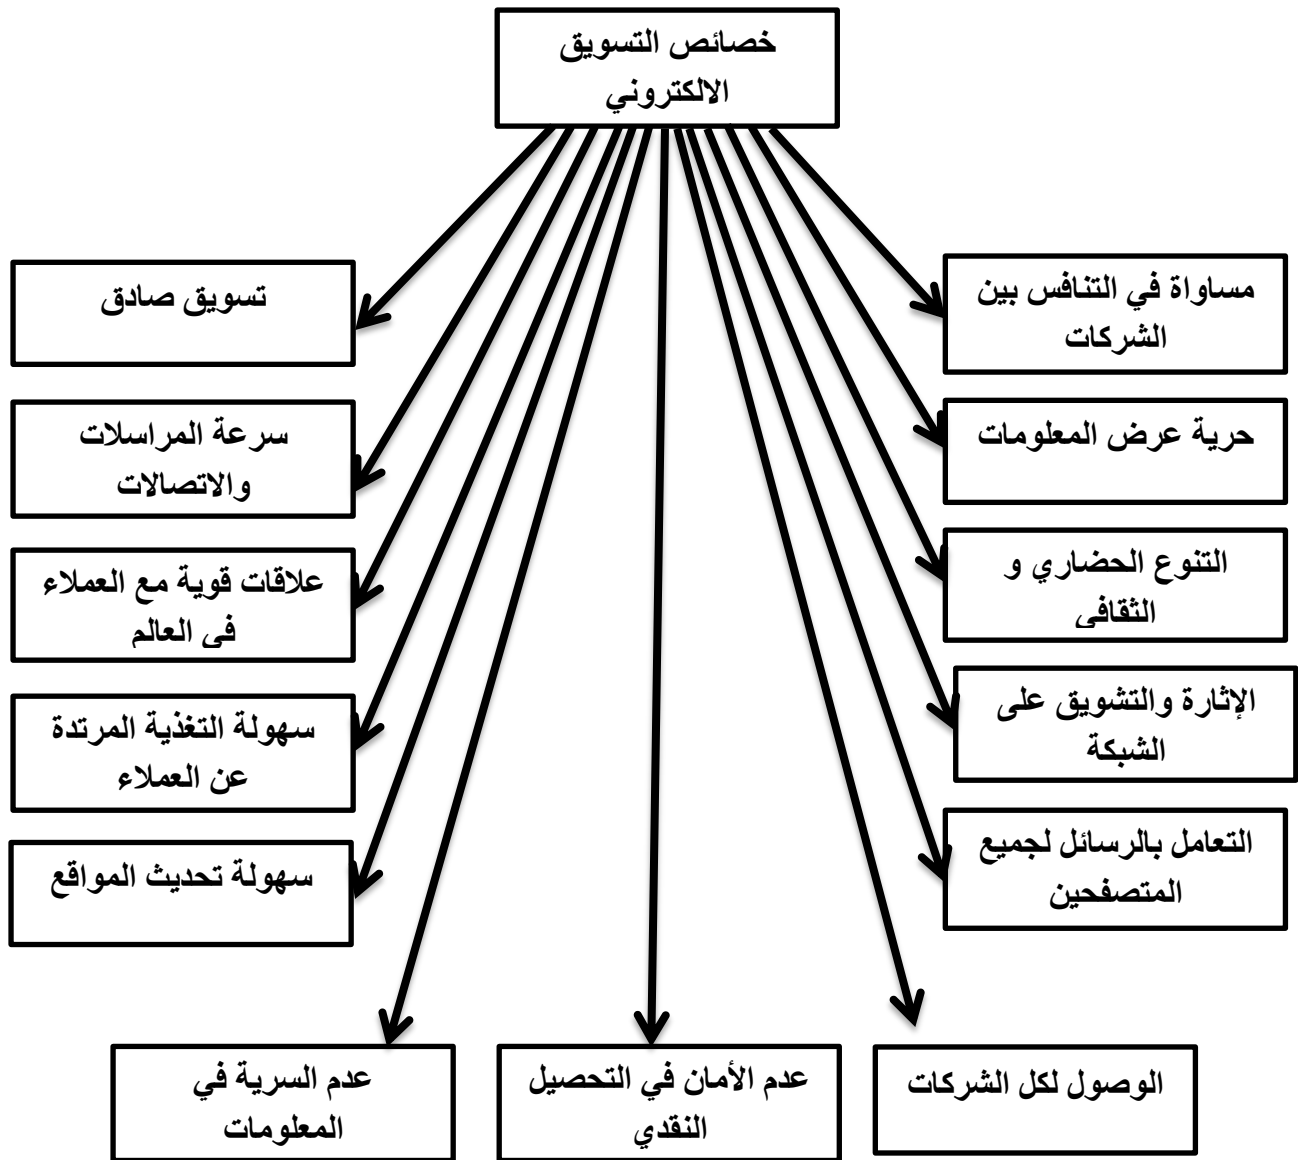 خصائص التسويق
الالكتروني
مساواة في التنافس بين
الشركات
حرية عرض المعلومات
التنوع الحضاري و
الثقافي
الإثارة والتشويق على
الشبكة
التعامل بالرسائل لجميع
المتصفحين
تسويق صادق
سرعة المراسلات
والاتصالات
علاقات قوية مع العملاء
في العالم
سهولة التغذية المرتدة
عن العملاء
سهولة تحديث المواقع
الوصول لكل الشركات
عدم الأمان في التحصيل
النقدي
عدم السرية في
المعلومات